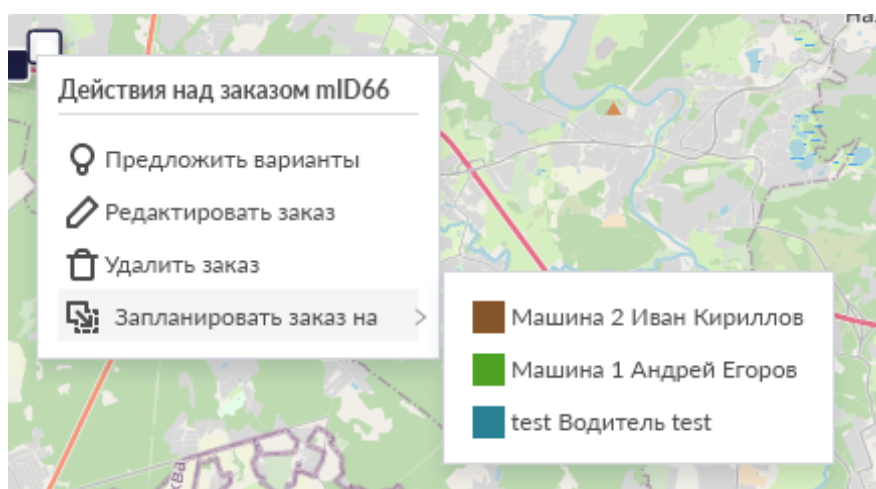 Действия над заказом mID66
Предложить варианты
Редактировать заказ
Удалить заказ
Запланировать заказ на
Машина 2 Иван Кириллов
Машина 1 Андрей Егоров
test Водитель test